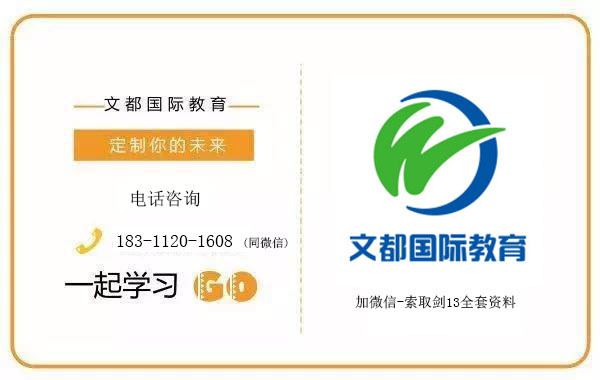 文都国际教育
定制你的未来
电话咨询
183-1120-1608（同微信）
一起学习 GO
文都国际教育
加微信-索取剑13全套资料